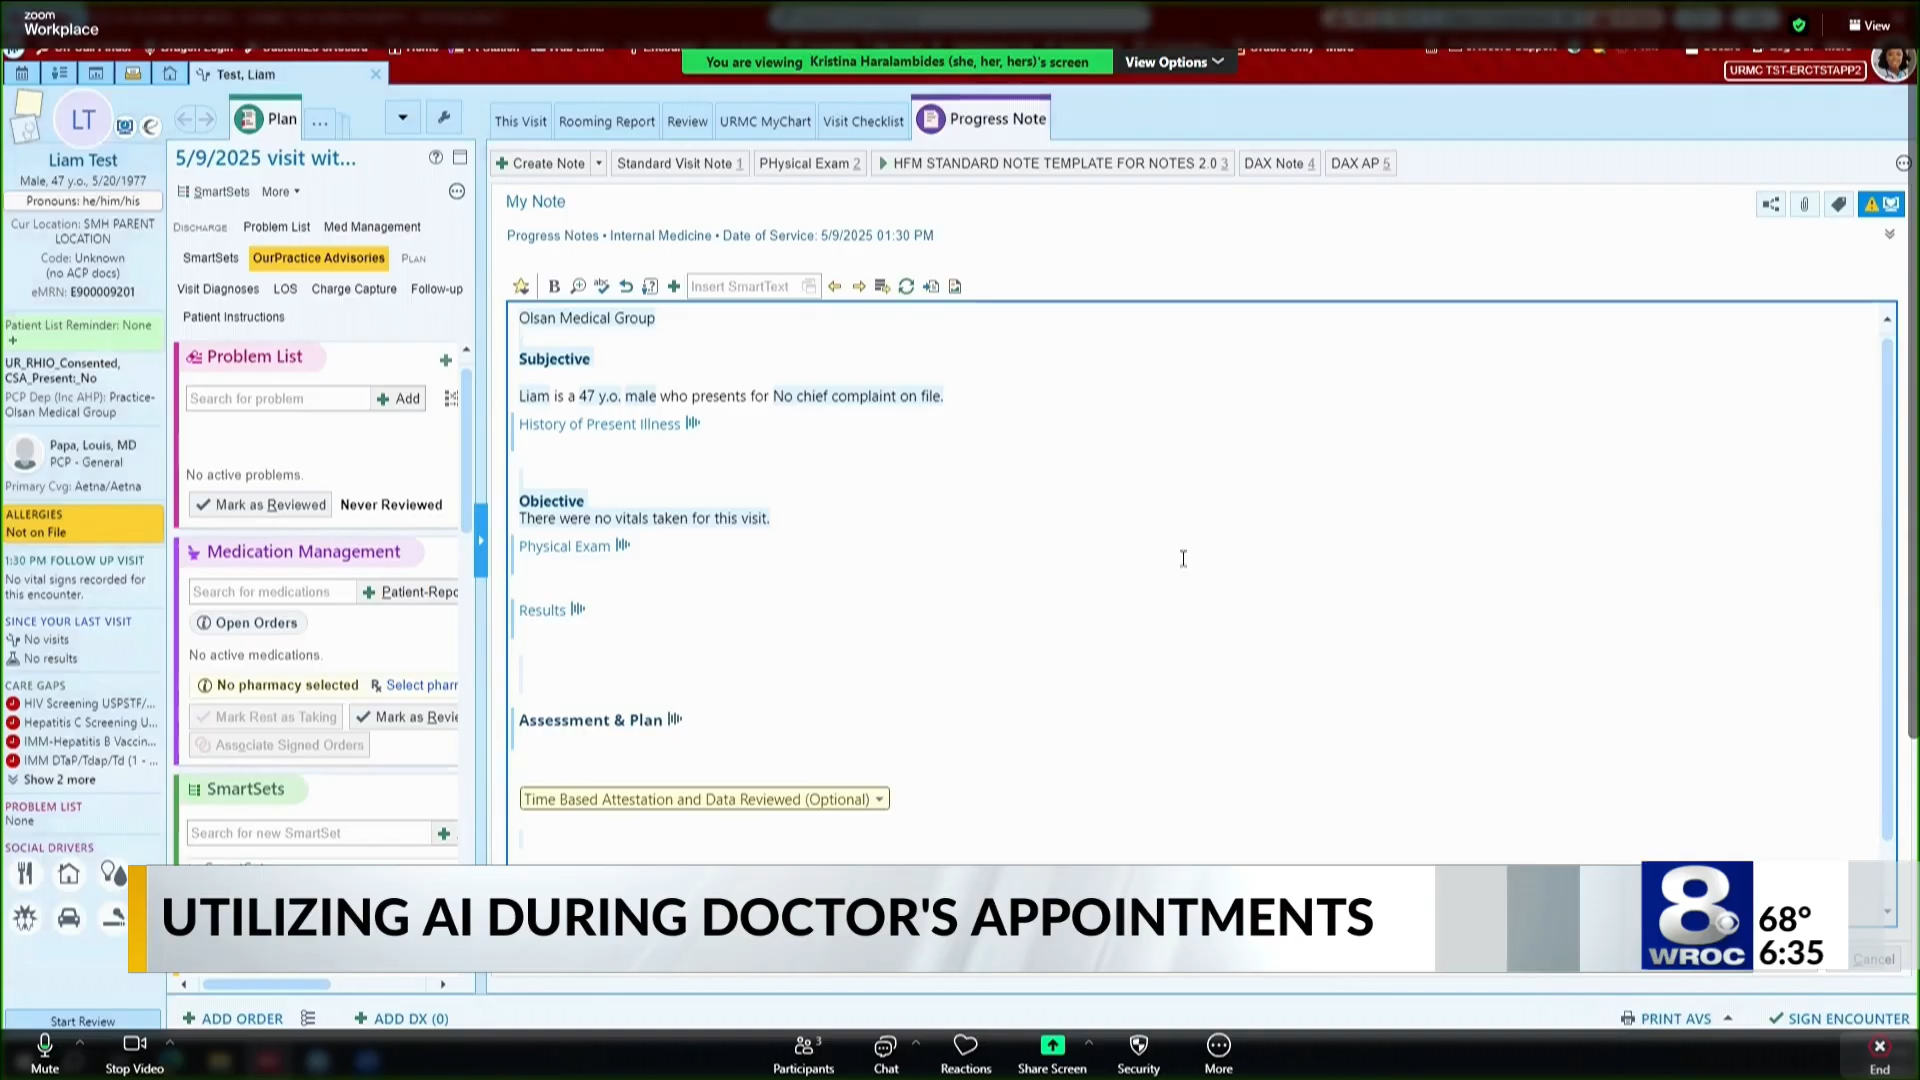 zoom
Workplace
View
You are viewing Kristina Haralambides (she, her, hers)'s screen
View Options
Test, Liam
URMC TST-ERCTSTAPP2
LT
Plan
...
This Visit
Rooming Report
Review
URMC MyChart
Visit Checklist
Progress Note
Liam Test
Male, 47 y.o., 5/20/1977
Pronouns: he/him/his
Cur Location: SMH PARENT
LOCATION
Code: Unknown
(no ACP docs)
eMRN: E900009201
Patient List Reminder: None
UR_RHIO_Consented,
CSA_Present:_No
PCP Dep (Inc AHP): Practice-
Olsan Medical Group
Papa, Louis, MD
PCP - General
Primary Cvg: Aetna/Aetna
ALLERGIES
Not on File
1:30 PM FOLLOW UP VISIT
No vital signs recorded for
this encounter.
SINCE YOUR LAST VISIT
No visits
No results
CARE GAPS
HIV Screening USPSTF/...
Hepatitis C Screening U...
IMM-Hepatitis B Vaccin...
IMM DTaP/Tdap/Td (1 - ...
Show 2 more
PROBLEM LIST
None
SOCIAL DRIVERS
Start Review
5/9/2025 visit wit...
SmartSets
More
DISCHARGE
Problem List
Med Management
SmartSets
OurPractice Advisories
PLAN
Visit Diagnoses
LOS
Charge Capture
Follow-up
Patient Instructions
Problem List
Search for problem
Add
No active problems.
Mark as Reviewed
Never Reviewed
Medication Management
Search for medications
Patient-Repo
Open Orders
No active medications.
No pharmacy selected
Select phar
Mark Rest as Taking
Mark as Revie
Associate Signed Orders
SmartSets
Search for new SmartSet
ADD ORDER
ADD DX (0)
Create Note
Standard Visit Note 1
PHysical Exam 2
HFM STANDARD NOTE TEMPLATE FOR NOTES 2.0 3
DAX Note 4
DAX AP 5
My Note
Progress Notes • Internal Medicine • Date of Service: 5/9/2025 01:30 PM
B
Insert SmartText
Olsan Medical Group
Subjective
Liam is a 47 y.o. male who presents for No chief complaint on file.
History of Present Illness
Objective
There were no vitals taken for this visit.
Physical Exam
Results
Assessment & Plan
Time Based Attestation and Data Reviewed (Optional)
Cancel
PRINT AVS
SIGN ENCOUNTER
UTILIZING AI DURING DOCTOR'S APPOINTMENTS
8
WROC
68°
6:35
Mute
Stop Video
Participants
3
Chat
Reactions
Share Screen
Security
More
End